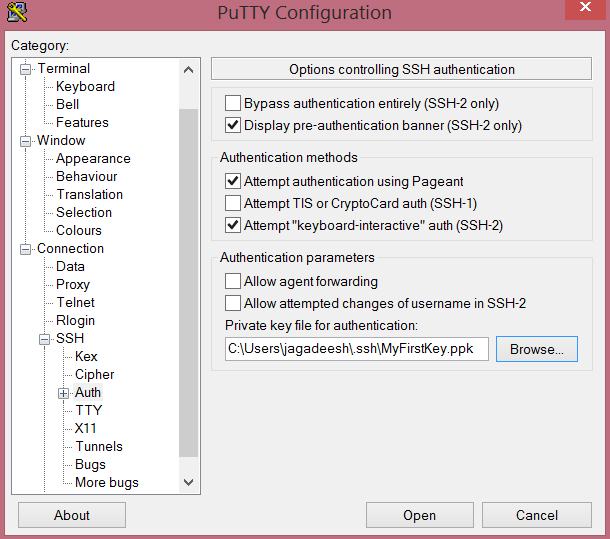 PuTTY Configuration
Category:
Terminal
Keyboard
Bell
Features
Window
Appearance
Behaviour
Translation
Selection
Colours
Connection
Data
Proxy
Telnet
Rlogin
SSH
Kex
Cipher
Auth
TTY
X11
Tunnels
Bugs
More bugs
Options controlling SSH authentication
Bypass authentication entirely (SSH-2 only)
Display pre-authentication banner (SSH-2 only)
Authentication methods
Attempt authentication using Pageant
Attempt TIS or CryptoCard auth (SSH-1)
Attempt "keyboard-interactive" auth (SSH-2)
Authentication parameters
Allow agent forwarding
Allow attempted changes of username in SSH-2
Private key file for authentication:
C:\Users\jagadeesh\.ssh\MyFirstKey.ppk
Browse...
About
Open
Cancel